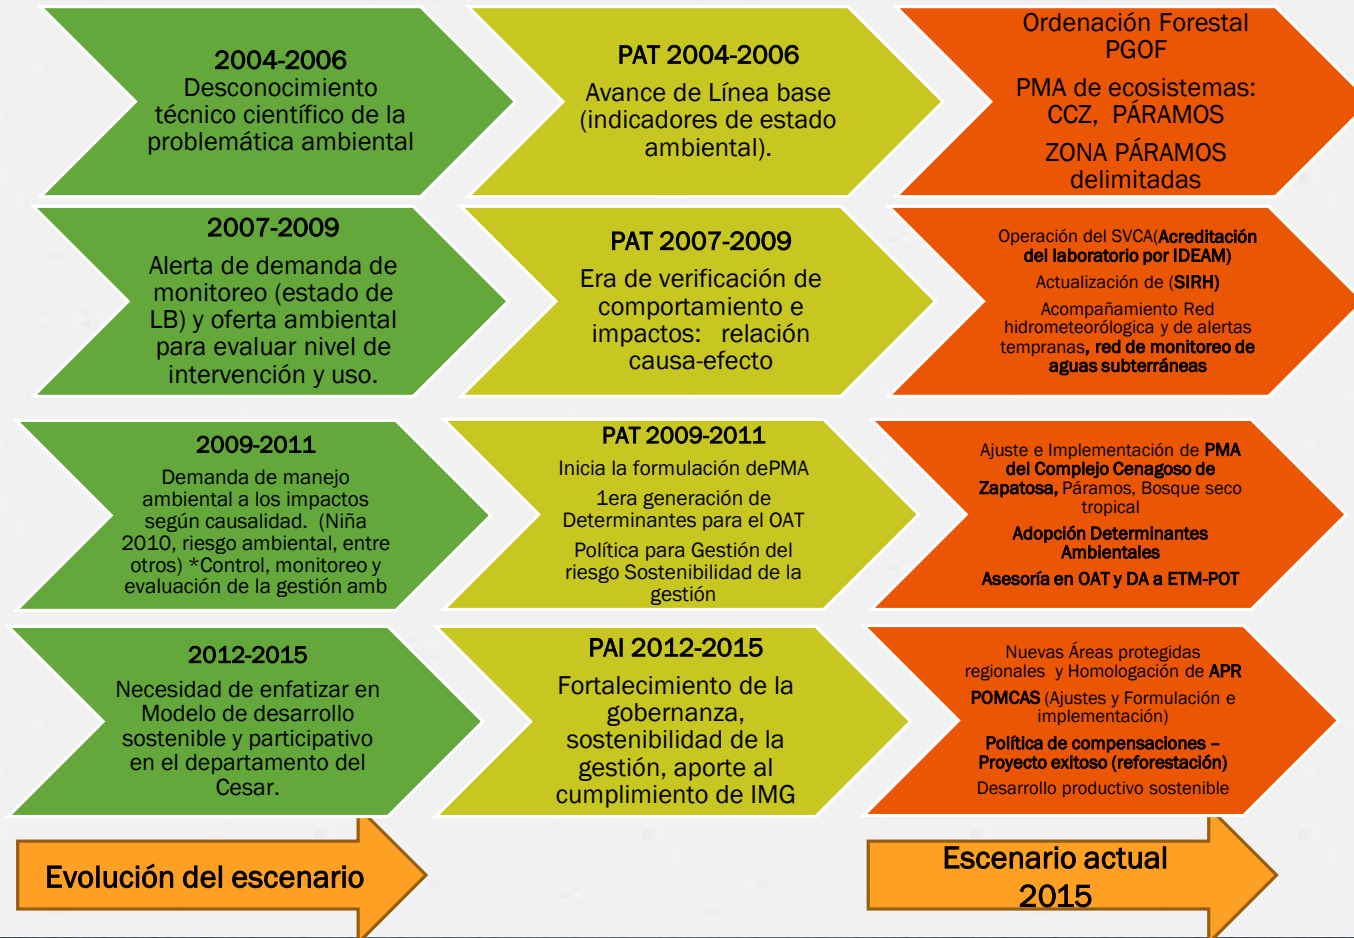 2004-2006
Desconocimiento
técnico científico de la
problemática ambiental
PAT 2004-2006
Avance de Línea base
(indicadores de estado
ambiental).
Ordenación Forestal
PGOF
PMA de ecosistemas:
CCZ, PÁRAMOS
ZONA PÁRAMOS
delimitadas
2007-2009
Alerta de demanda de
monitoreo (estado de
LB) y oferta ambiental
para evaluar nivel de
intervención y uso.
PAT 2007-2009
Era de verificación de
comportamiento e
impactos: relación
causa-efecto
Operación del SVCA(Acreditación
del laboratorio por IDEAM)
Actualización de (SIRH)
Acompañamiento Red
hidrometeorólogica y de alertas
tempranas, red de monitoreo de
aguas subterráneas
2009-2011
Demanda de manejo
ambiental a los impactos
según causalidad. (Niña
2010, riesgo ambiental, entre
otros) *Control, monitoreo y
evaluación de la gestión amb
PAT 2009-2011
Inicia la formulación dePMA
1era generación de
Determinantes para el OAT
Política para Gestión del
riesgo Sostenibilidad de la
gestión
Ajuste e Implementación de PMA
del Complejo Cenagoso de
Zapatosa, Páramos, Bosque seco
tropical
Adopción Determinantes
Ambientales
Asesoría en OAT y DA a ETM-POT
2012-2015
Necesidad de enfatizar en
Modelo de desarrollo
sostenible y participativo
en el departamento del
Cesar.
PAI 2012-2015
Fortalecimiento de la
gobernanza,
sostenibilidad de la
gestión, aporte al
cumplimiento de IMG
Nuevas Áreas protegidas
regionales y Homologación de APR
POMCAS (Ajustes y Formulación e
implementación)
Política de compensaciones –
Proyecto exitoso (reforestación)
Desarrollo productivo sostenible
Evolución del escenario
Escenario actual
2015